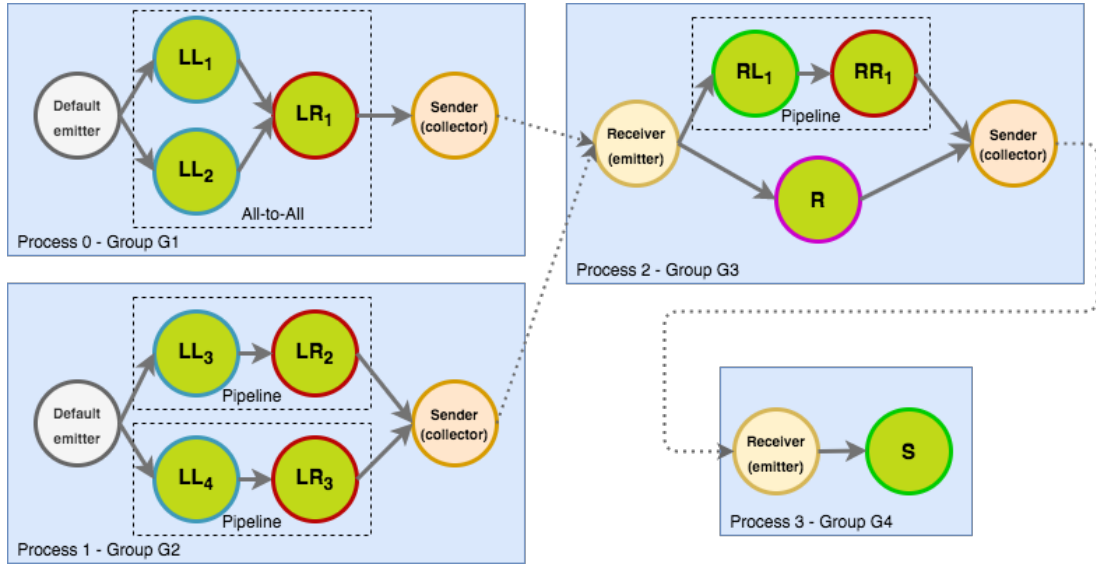 Default
emitter
LL1
LL2
LR1
All-to-All
Sender
(collector)
Process 0 - Group G1
Default
emitter
LL3
LR2
Pipeline
LL4
LR3
Pipeline
Sender
(collector)
Process 1 - Group G2
Receiver
(emitter)
RL1
RR1
Pipeline
R
Sender
(collector)
Process 2 - Group G3
Receiver
(emitter)
S
Process 3 - Group G4